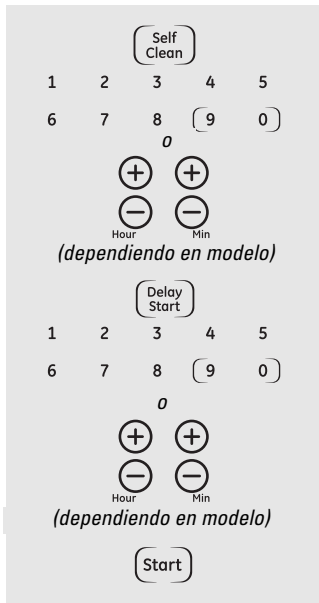 Self
Clean
1 2 3 4 5
6 7 8 9 0
o
+ +
− −
Hour Min
(dependiendo en modelo)
Delay
Start
1 2 3 4 5
6 7 8 9 0
o
+ +
− −
Hour Min
(dependiendo en modelo)
Start